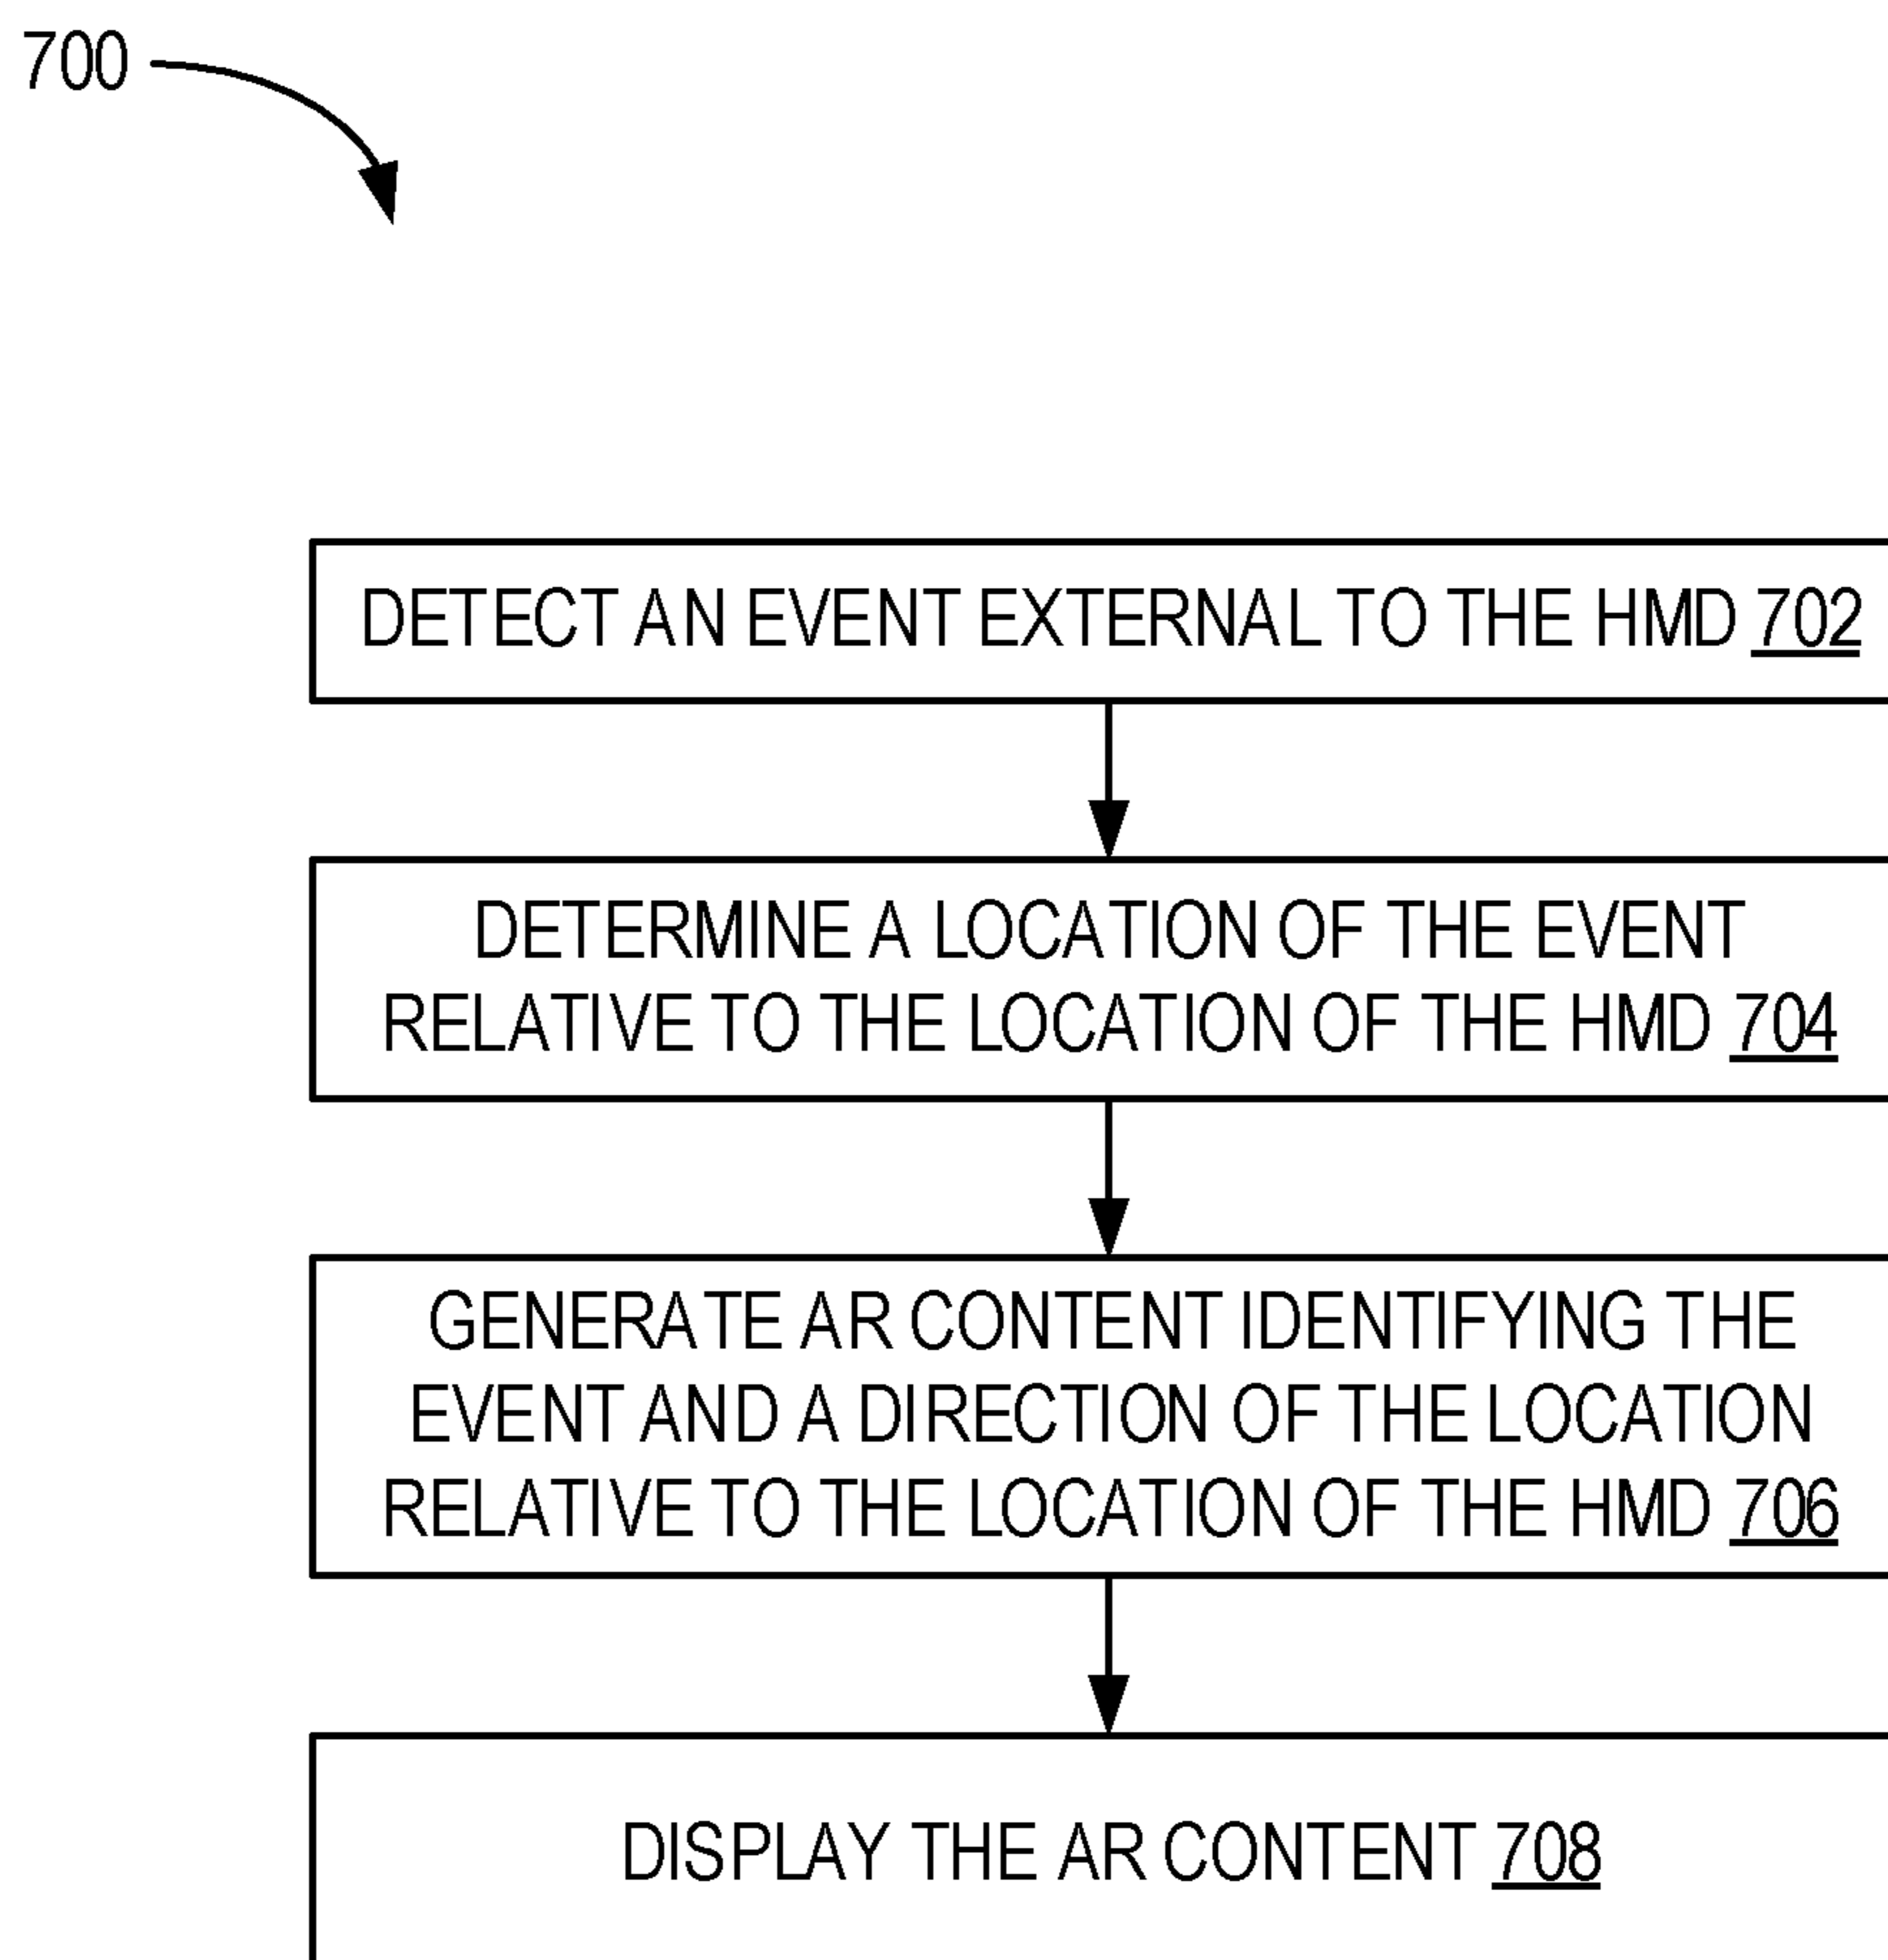 700
DETECT AN EVENT EXTERNAL TO THE HMD 702
DETERMINE A LOCATION OF THE EVENT
RELATIVE TO THE LOCATION OF THE HMD 704
GENERATE AR CONTENT IDENTIFYING THE
EVENT AND A DIRECTION OF THE LOCATION
RELATIVE TO THE LOCATION OF THE HMD 706
DISPLAY THE AR CONTENT 708